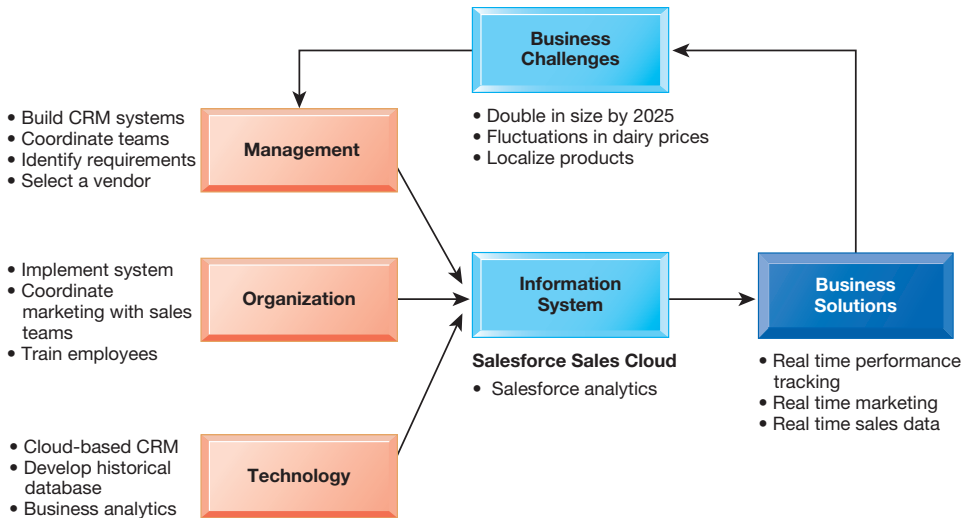 Business
Challenges
• Double in size by 2025
• Fluctuations in dairy prices
• Localize products
• Build CRM systems
• Coordinate teams
• Identify requirements
• Select a vendor
Management
• Implement system
• Coordinate
marketing with sales
teams
• Train employees
Organization
Information
System
Salesforce Sales Cloud
• Salesforce analytics
Business
Solutions
• Real time performance
tracking
• Real time marketing
• Real time sales data
• Cloud-based CRM
• Develop historical
database
• Business analytics
Technology